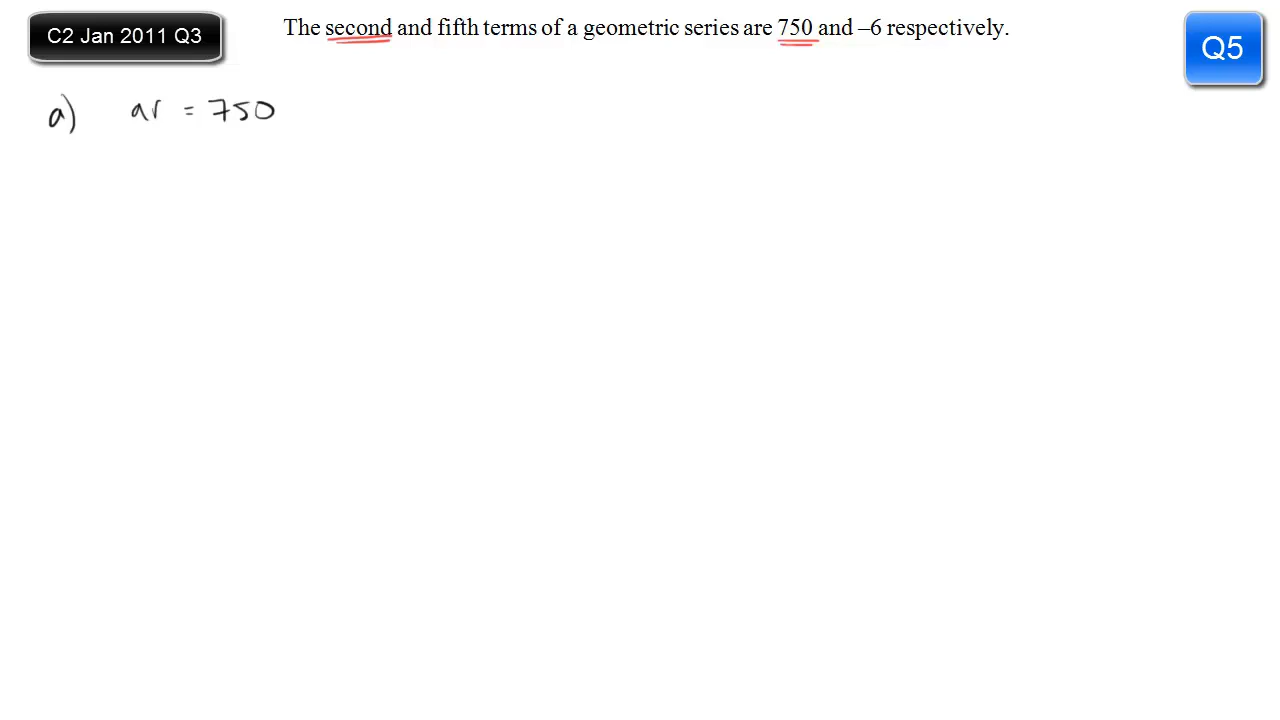 C2 Jan 2011 Q3
The second and fifth terms of a geometric series are 750 and –6 respectively.
Q5
a) ar = 750